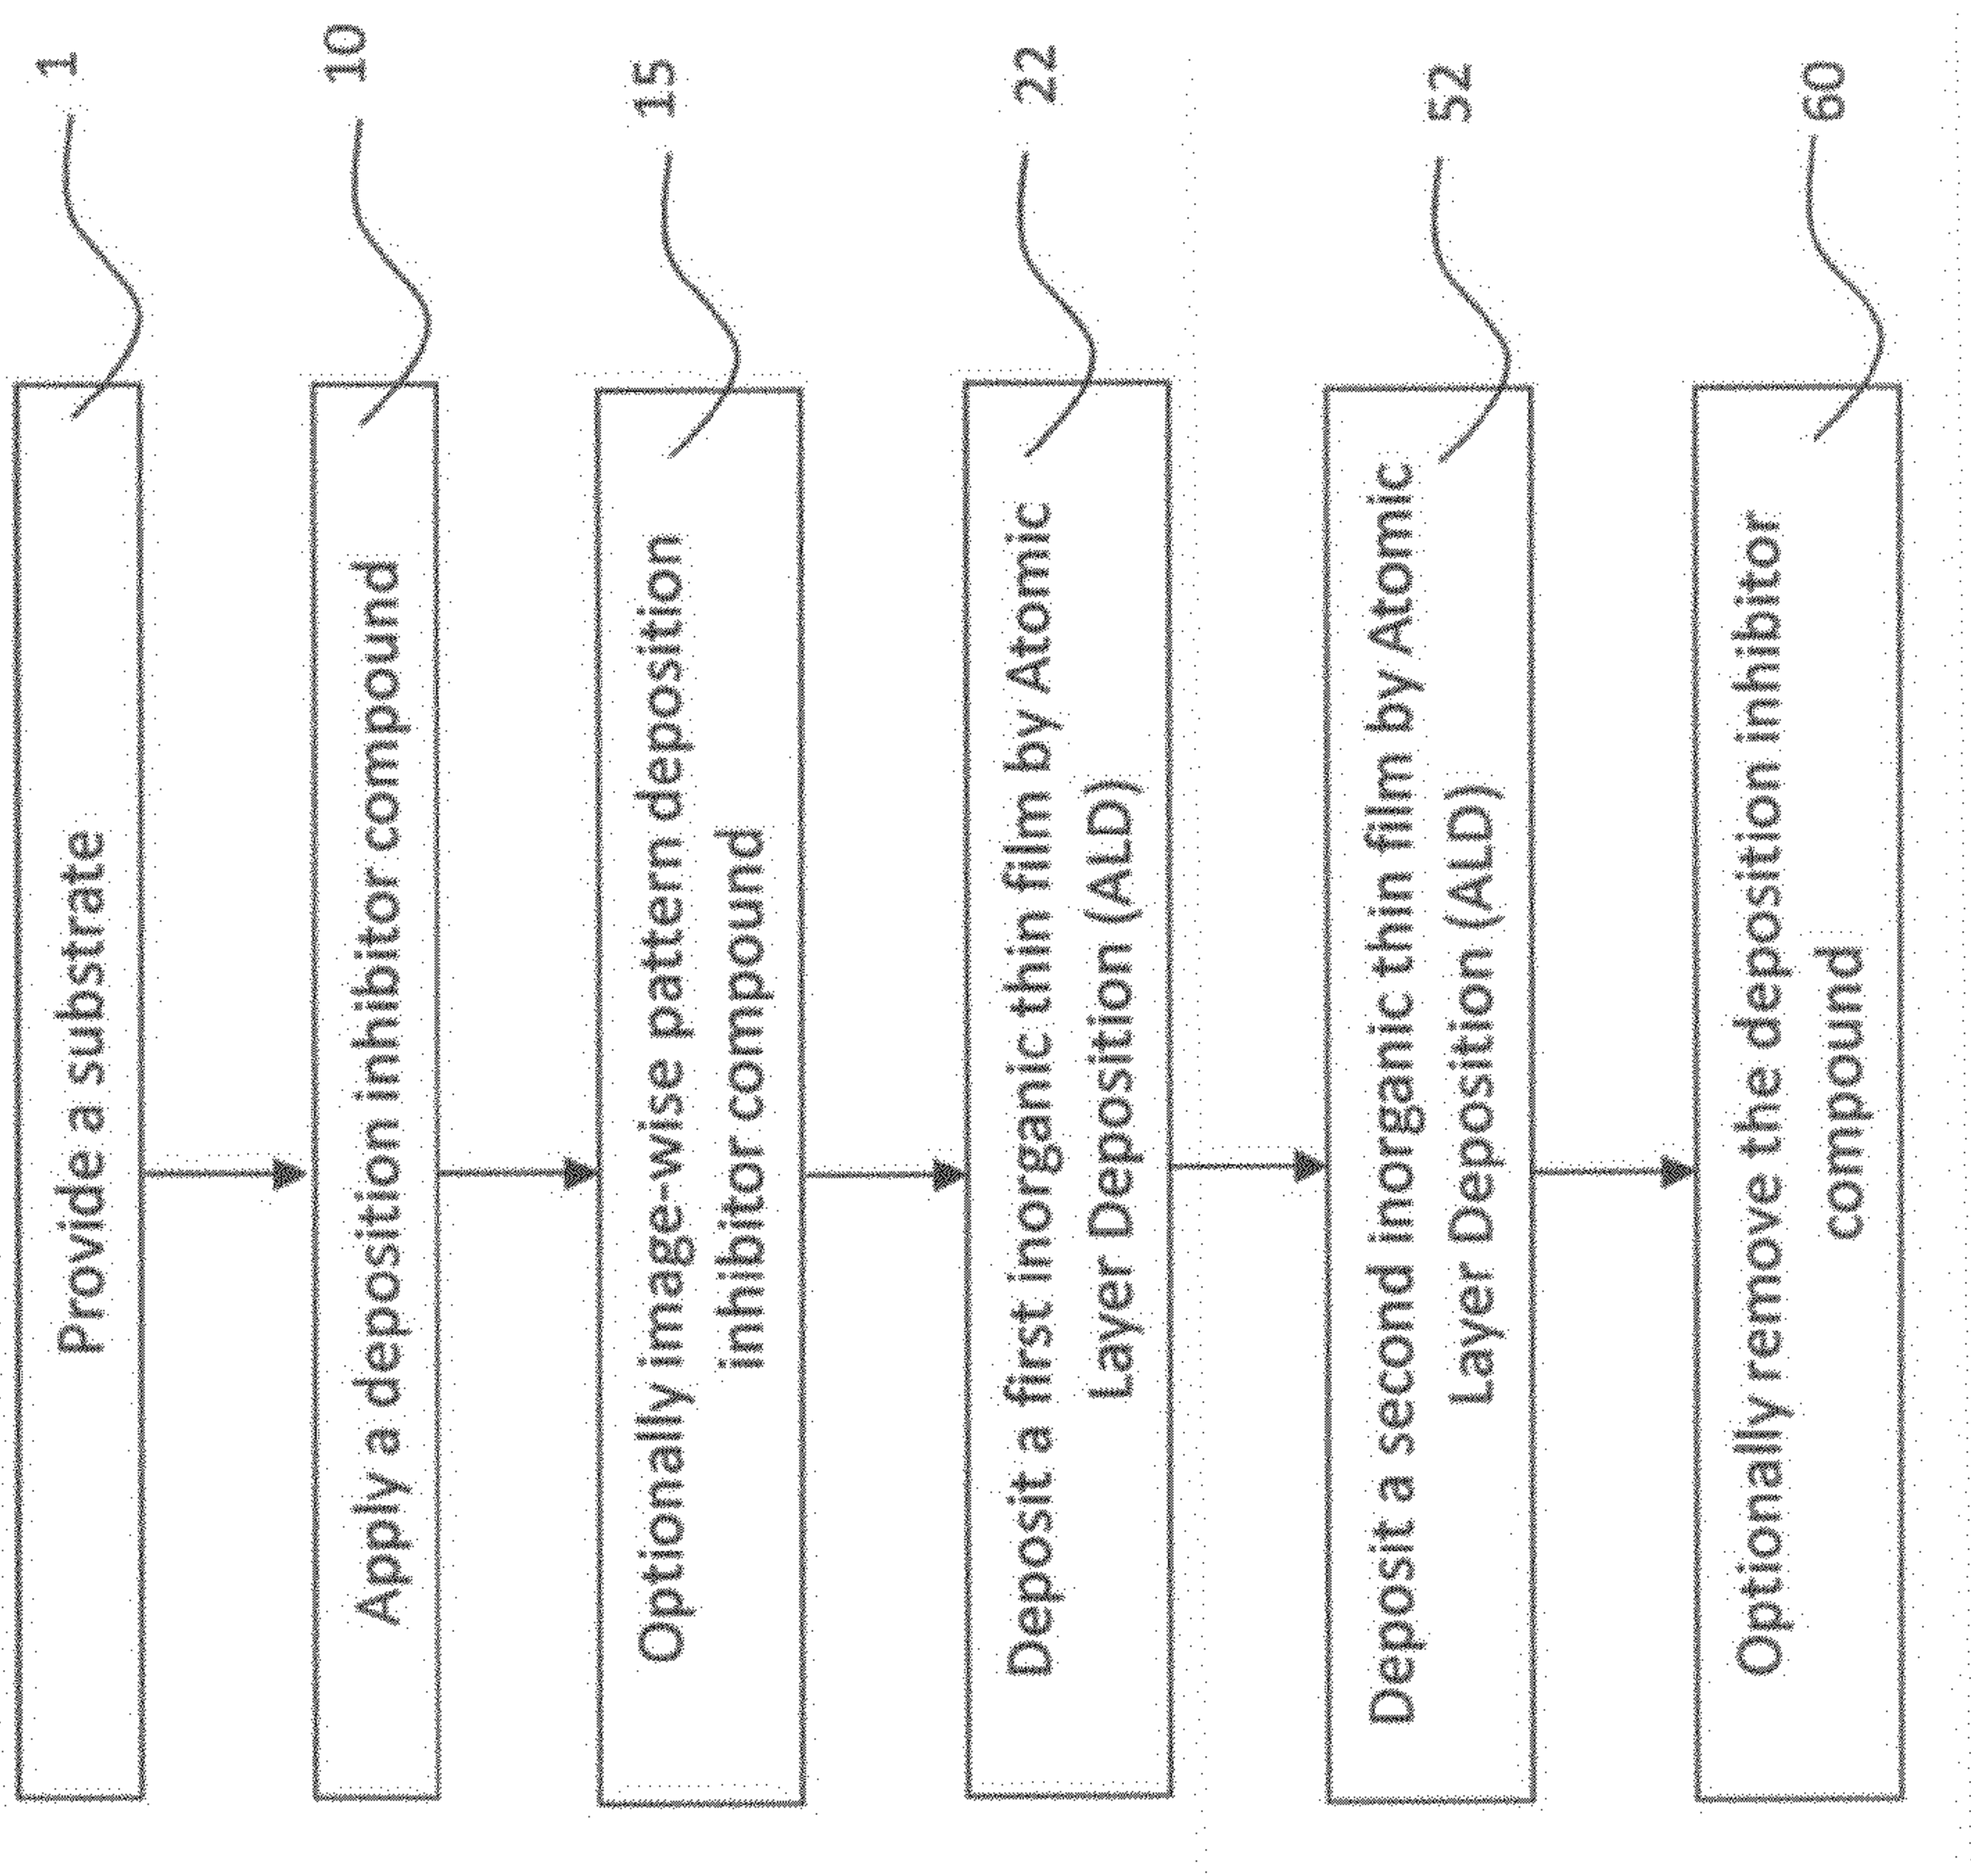 Provide a substrate
1
Apply a deposition inhibitor compound
10
Optionally image-wise pattern deposition
inhibitor compound
15
Deposit a first inorganic thin film by Atomic
Layer Deposition (ALD)
22
Deposit a second inorganic thin film by Atomic
Layer Deposition (ALD)
52
Optionally remove the deposition inhibitor
compound
60